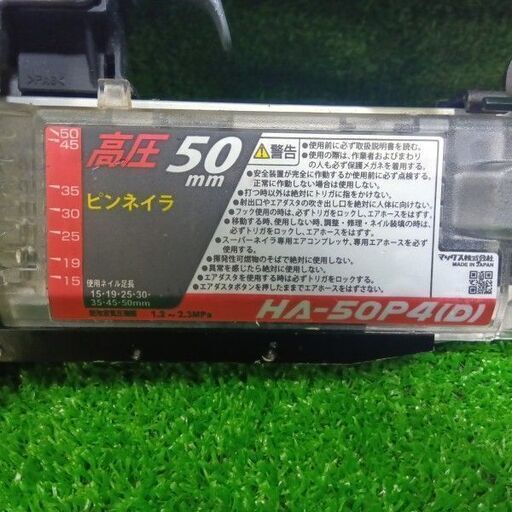 >PA6<
50
45
35
30
25
19
15
高圧 50mm
ピンネイラ
使用ネイル足長
15・19・25・30・
35・45・50mm
1.2～2.3MPa
警告
●使用前に必ず取扱説明書を読む。
●使用の際は、作業者およびまわりの人も必ず保護メガネを着用する。
●安全装置が完全に作動するか使用前に必ず点検する。
正常に作動しない場合は使用しない。
●打つ時以外は絶対にトリガに指をかけない。
●射出口やエアダスタの吹き出し口を絶対に人体に向けない。
●フック使用の時は、必ずトリガをロックし、エアホースをはずす。
●移動する時、使用しない時、調整・修理・ネイル装填の時は、
必ずトリガをロックし、エアホースをはずす。
●スーパーネイラ専用エアコンプレッサ、専用エアホースを必ず
使用する。
●揮発性可燃物のそばで絶対に使用しない。
●異常を感じたら絶対に使用しない。
●エアダスタを使用する時は必ずトリガをロックする。
●エアダスタボタンを押したままでエアホースをはずさない。
マックス株式会社
MADE IN JAPAN
HA-50P4(D)